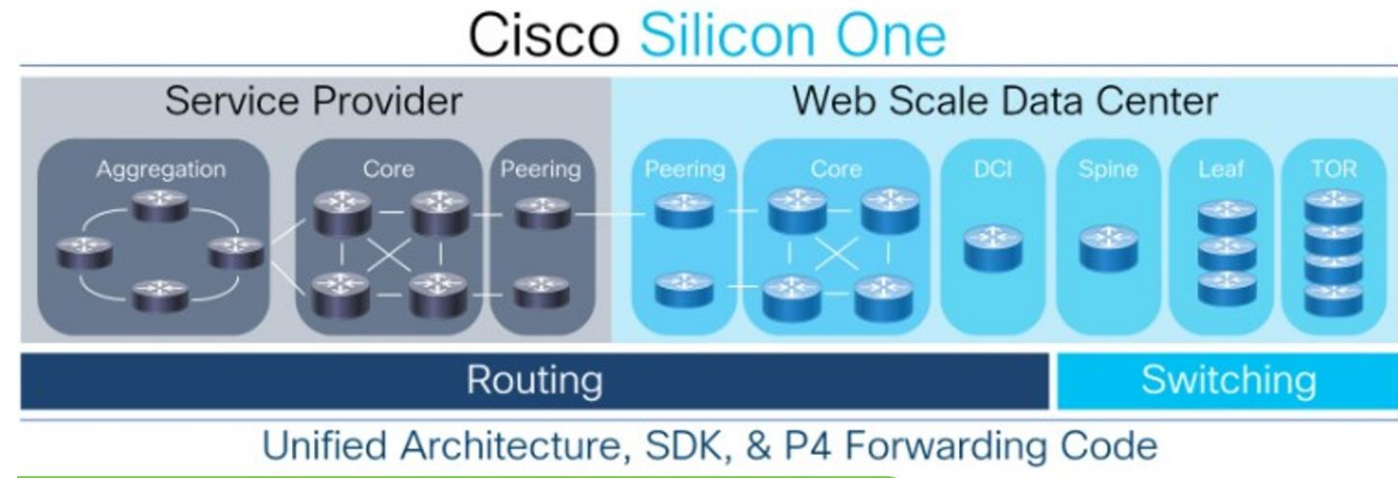 Cisco Silicon One
Service Provider
Web Scale Data Center
Aggregation
Core
Peering
Peering
Core
DCI
Spine
Leaf
TOR
Routing
Switching
Unified Architecture, SDK, & P4 Forwarding Code